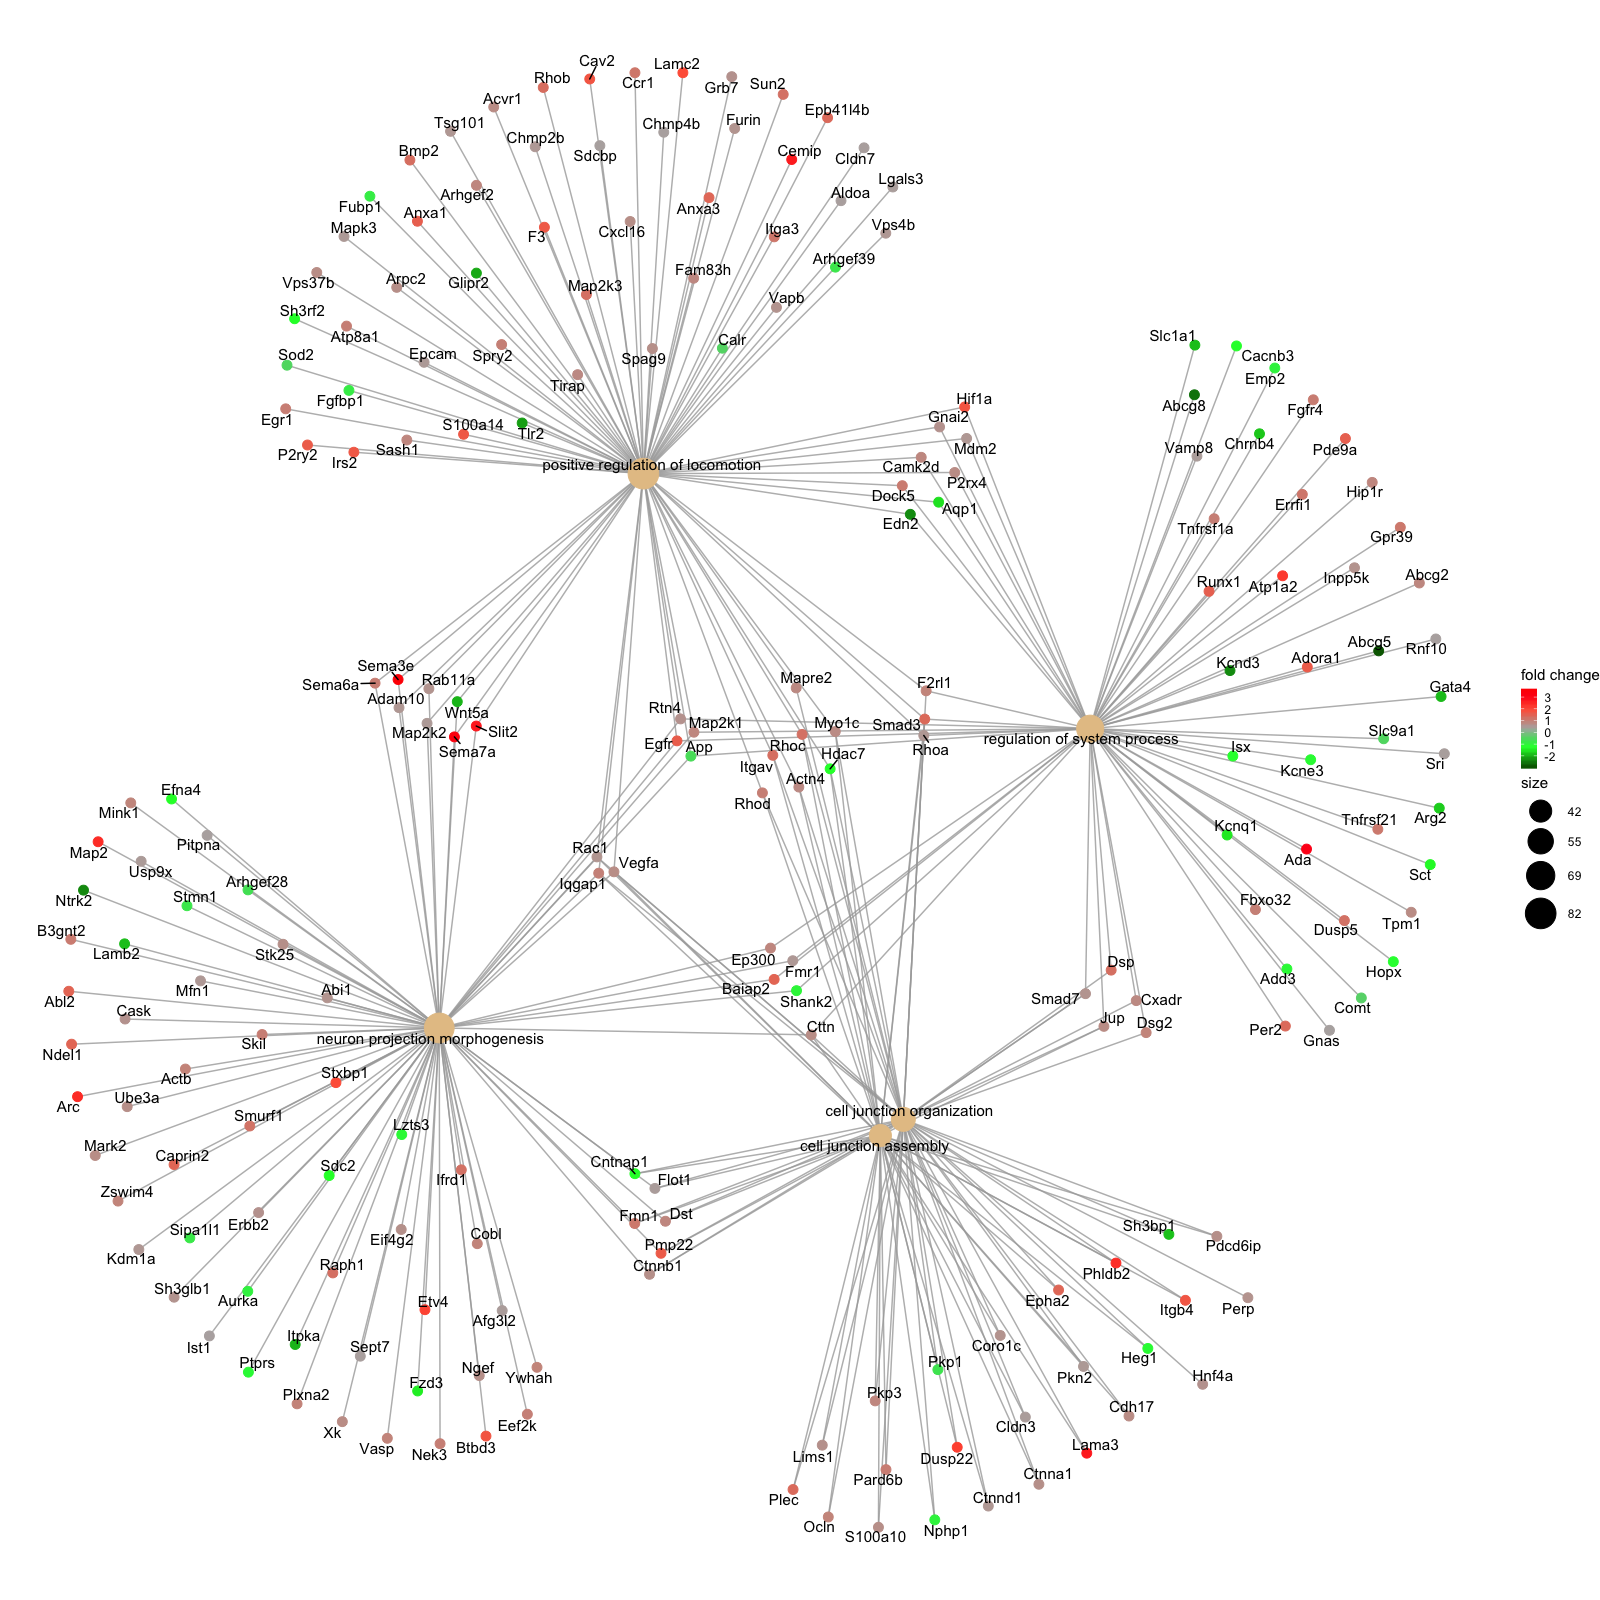 Cav2
Lamc2
Rhob
Ccr1
Grb7
Sun2
Acvr1
Epb41l4b
Tsg101
Chmp2b
Chmp4b
Furin
Bmp2
Sdcbp
Cemip
Cldn7
Arhgef2
Lgals3
Fubp1
Anxa1
Anxa3
Aldoa
Mapk3
F3
Cxcl16
Itga3
Vps4b
Vps37b
Arpc2
Glipr2
Fam83h
Arhgef39
Map2k3
Vapb
Sh3rf2
Atp8a1
Calr
Slc1a1
Sod2
Epcam
Spry2
Spag9
Cacnb3
Tirap
Emp2
Fgfbp1
Hif1a
Abcg8
Fgfr4
Egr1
S100a14
Tlr2
Gnai2
Chrnb4
P2ry2
Irs2
Sash1
Mdm2
Vamp8
Pde9a
positive regulation of locomotion
Camk2d
P2rx4
Hip1r
Dock5
Aqp1
Errfi1
Edn2
Tnfrsf1a
Gpr39
Runx1
Atp1a2
Inpp5k
Abcg2
Abcg5
Rnf10
Kcnd3
Adora1
Sema3e
Sema6a
Rab11a
Mapre2
F2rl1
Gata4
Adam10
Wnt5a
Rtn4
Map2k1
Myo1c
Smad3
Map2k2
Slit2
Slc9a1
Sema7a
Egfr
App
Rhoc
Hdac7
Rhoa
regulation of system process
Isx
Sri
Itgav
Actn4
Kcne3
Efna4
Rhod
Mink1
Pitpna
Kcnq1
Tnfrsf21
Arg2
Map2
Usp9x
Rac1
Vegfa
Ada
Ntrk2
Stmn1
Arhgef28
Iqgap1
Sct
Fbxo32
B3gnt2
Lamb2
Stk25
Dusp5
Tpm1
Ep300
Dsp
Hopx
Mfn1
Abi1
Fmr1
Add3
Abl2
Baiap2
Shank2
Smad7
Cxadr
Comt
Cask
Jup
Dsg2
Per2
Gnas
Ndel1
Skil
neuron projection morphogenesis
Cttn
Actb
Stxbp1
Arc
Ube3a
Smurf1
Lzts3
cell junction organization
Mark2
Caprin2
Sdc2
Cntnap1
cell junction assembly
Zswim4
Ifrd1
Flot1
Sipa1l1
Erbb2
Fmn1
Dst
Sh3bp1
Kdm1a
Eif4g2
Cobl
Pmp22
Pdcd6ip
Raph1
Ctnnb1
Phldb2
Sh3glb1
Aurka
Etv4
Afg3l2
Epha2
Itgb4
Perp
Ist1
Itpka
Sept7
Coro1c
Heg1
Ptprs
Ngef
Ywhah
Pkp1
Pkn2
Hnf4a
Plxna2
Fzd3
Pkp3
Cdh17
Xk
Eef2k
Cldn3
Vasp
Nek3
Btbd3
Lims1
Dusp22
Lama3
Pard6b
Ctnna1
Plec
Ctnnd1
Ocln
S100a10
Nphp1
fold change
3
2
1
0
-1
-2
size
42
55
69
82